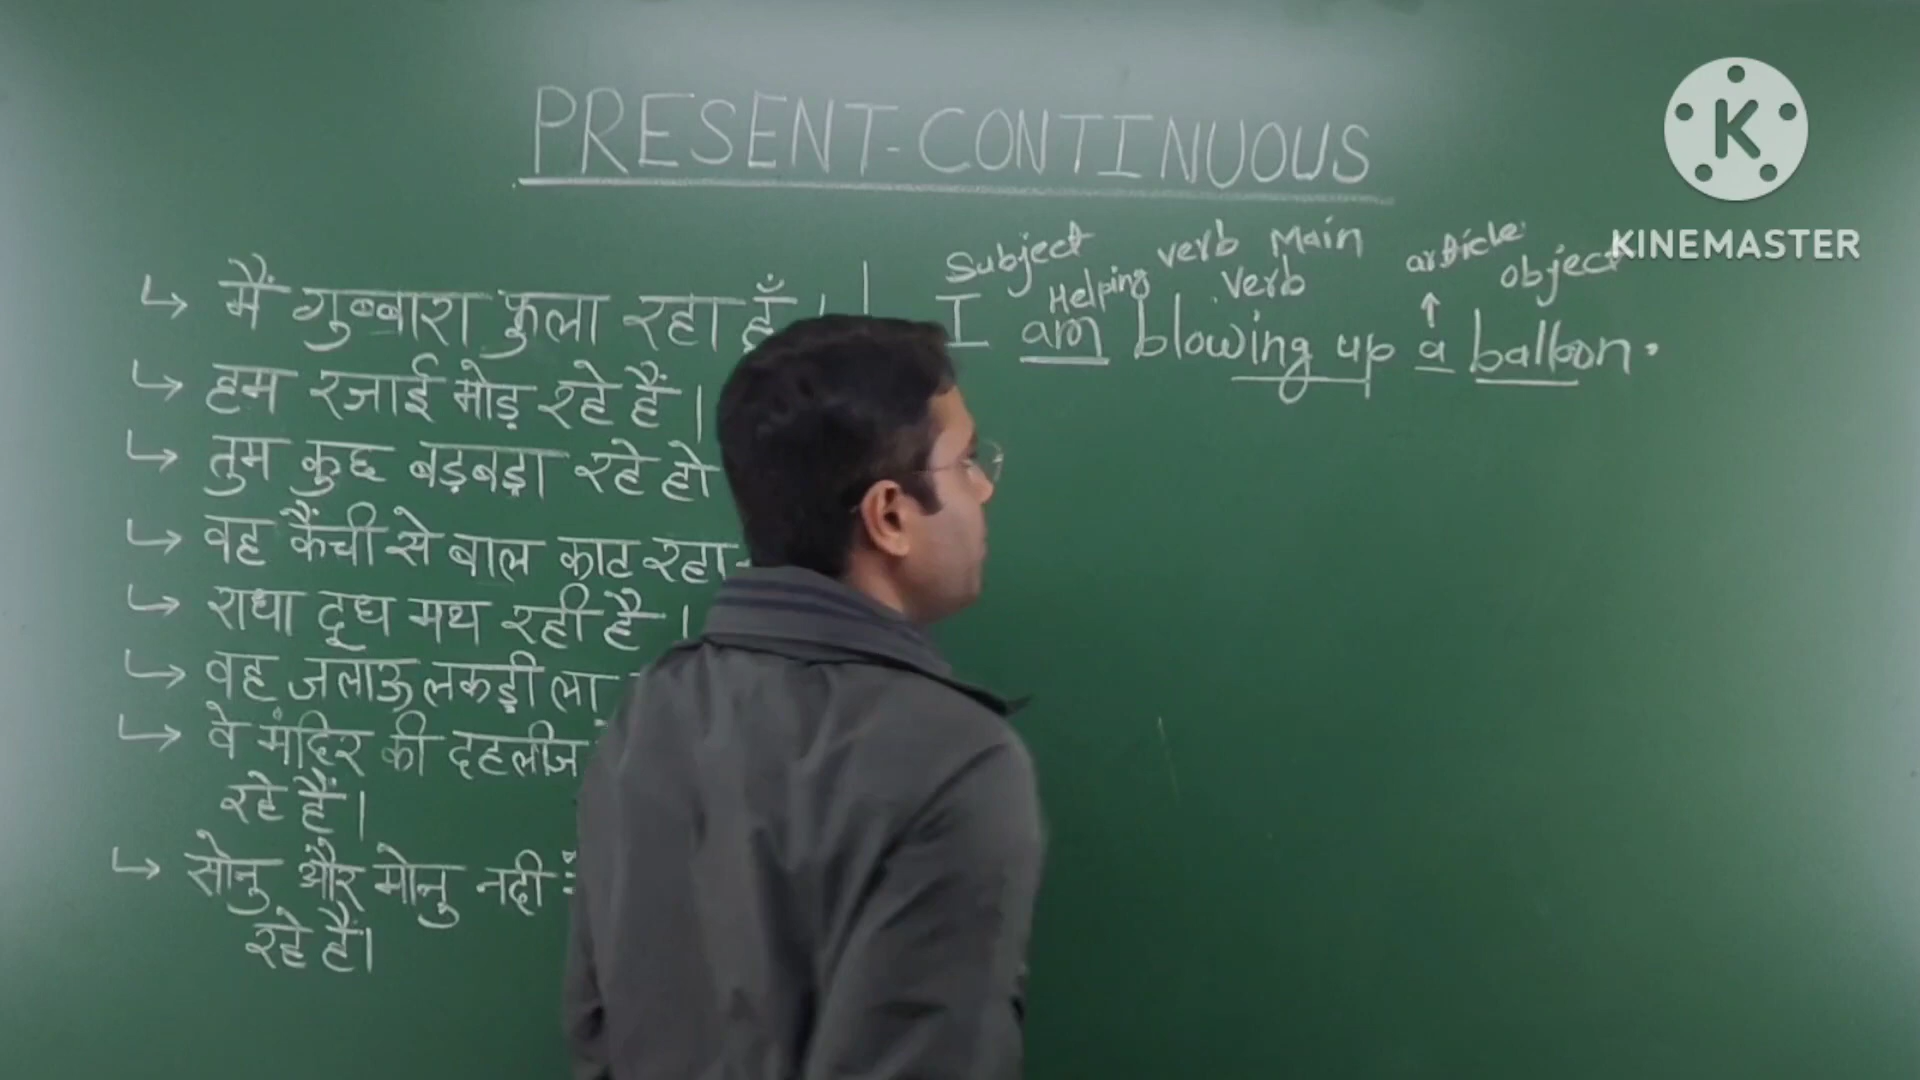 PRESENT-CONTINUOUS
K
KINEMASTER
Subject Helping verb Main Verb article object
↳ मैं गुब्बारा फुला रहा हूँ ।
I am blowing up a balloon.
↳ हम रजाई मोड़ रहे हैं ।
↳ तुम कुछ बड़बड़ा रहे हो
↳ वह कैंची से बाल काट रहा
↳ राधा दूध मथ रही है ।
↳ वह जलाऊ लकड़ी ला
↳ वे मंदिर की दहलीज
रहे हैं ।
↳ सोनु और मोनु नदी
रहे हैं।